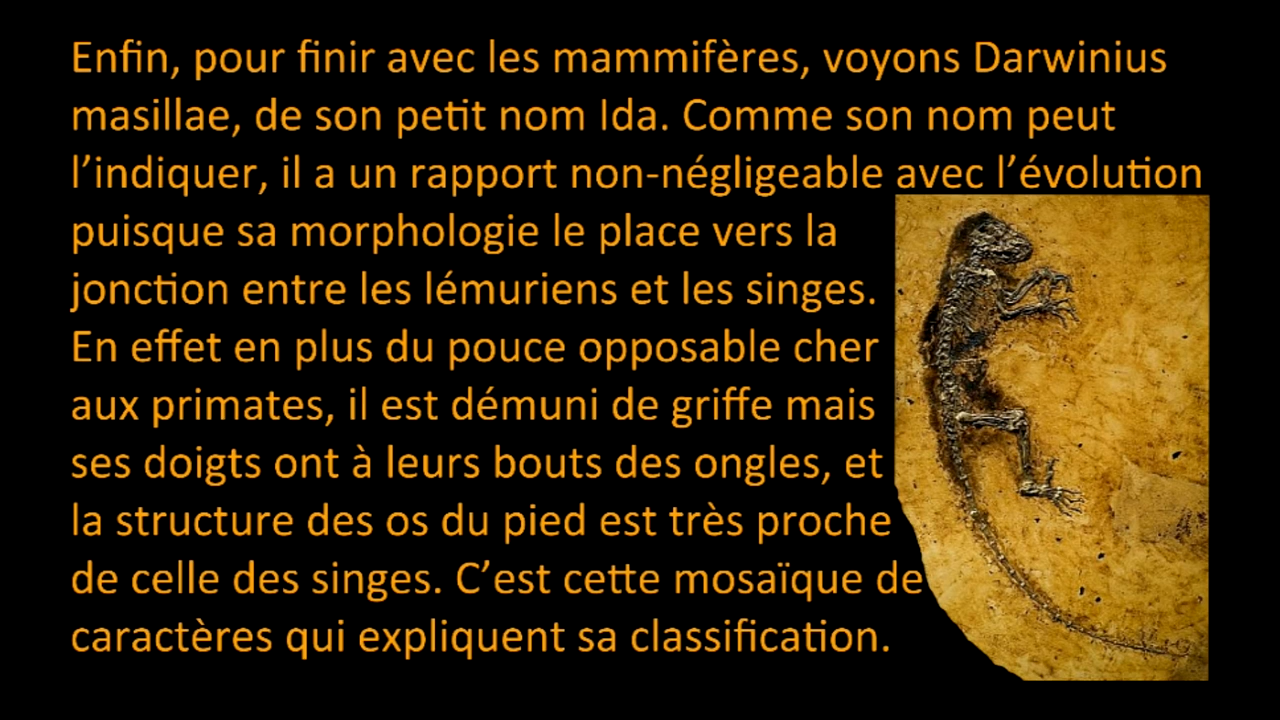 Enfin, pour finir avec les mammifères, voyons Darwinius
masillae, de son petit nom Ida. Comme son nom peut
l’indiquer, il a un rapport non-négligeable avec l’évolution
puisque sa morphologie le place vers la
jonction entre les lémuriens et les singes.
En effet en plus du pouce opposable cher
aux primates, il est démuni de griffe mais
ses doigts ont à leurs bouts des ongles, et
la structure des os du pied est très proche
de celle des singes. C’est cette mosaïque de
caractères qui expliquent sa classification.